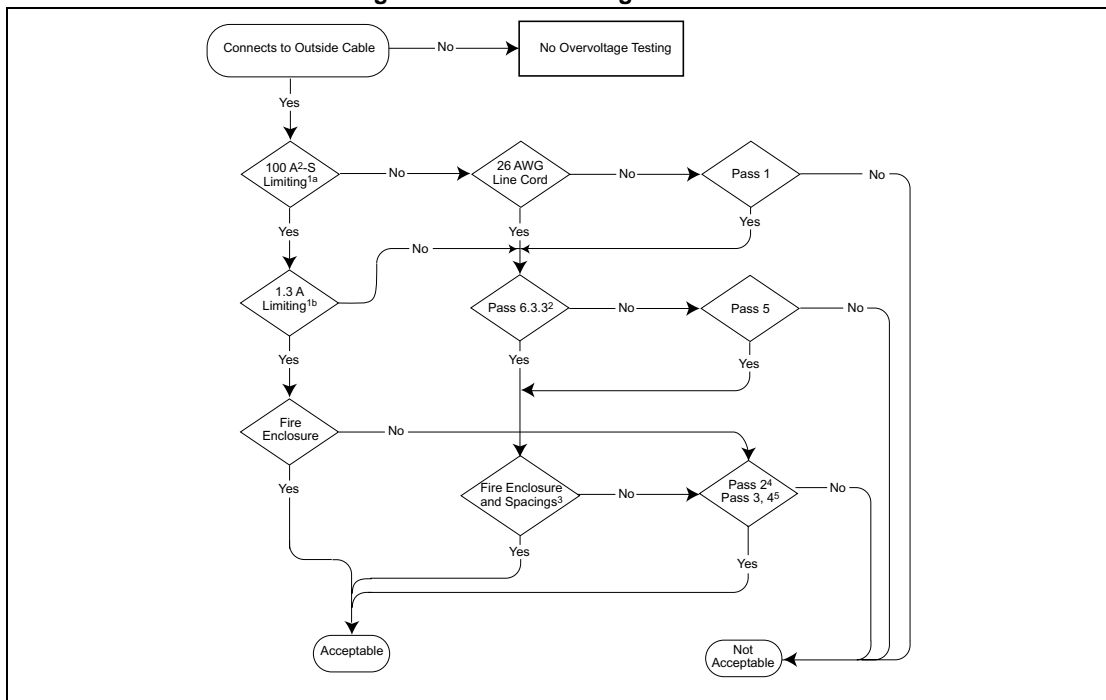 Connects to Outside Cable
No
No Overvoltage Testing
Yes
100 A²-S
Limiting¹ᵃ
No
26 AWG
Line Cord
No
Pass 1
No
Yes
Yes
Yes
No
1.3 A
Limiting¹ᵇ
Pass 6.3.3²
No
Pass 5
No
Yes
Yes
Yes
Fire
Enclosure
No
Yes
Fire Enclosure
and Spacings³
No
Pass 2⁴
Pass 3, 4⁵
No
Yes
Yes
Acceptable
Not
Acceptable